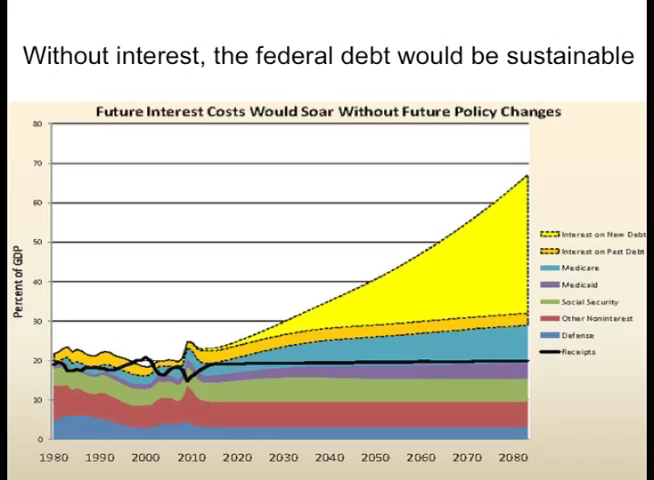 Without interest, the federal debt would be sustainable
Future Interest Costs Would Soar Without Future Policy Changes
Percent of GDP
80
70
60
50
40
30
20
10
0
1980 1990 2000 2010 2020 2030 2040 2050 2060 2070 2080
Interest on New Debt
Interest on Past Debt
Medicare
Medicaid
Social Security
Other Noninterest
Defense
Receipts